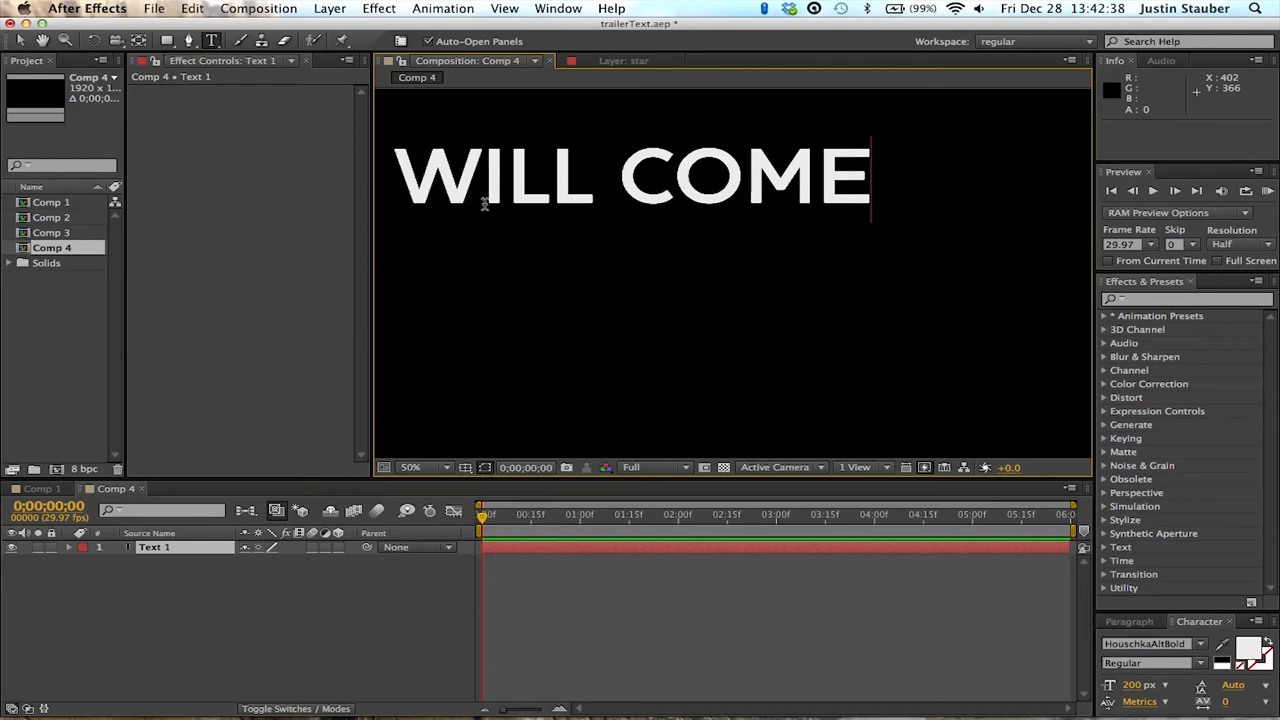 After Effects File Edit Composition Layer Effect Animation View Window Help (99%) Fri Dec 28 13:42:38 Justin Stauber
trailerText.aep *
T Auto-Open Panels Workspace: regular Search Help
Project Effect Controls: Text 1 Composition: Comp 4 Layer: star Info Audio
Comp 4 Comp 4 • Text 1 Comp 4 R : X : 402
1920 x 1... G : Y : 366
Δ 0;00;0... B :
A : 0
WILL COME
Preview
Name
Comp 1 RAM Preview Options
Comp 2 Frame Rate Skip Resolution
Comp 3 29.97 0 Half
Comp 4 From Current Time Full Screen
Solids
Effects & Presets
* Animation Presets
3D Channel
Audio
Blur & Sharpen
Channel
Color Correction
Distort
Expression Controls
Generate
Keying
Matte
Noise & Grain
Obsolete
Perspective
Simulation
Stylize
Synthetic Aperture
Text
Time
Transition
Utility
8 bpc 50% 0;00;00;00 Full Active Camera 1 View +0.0
Comp 1 Comp 4
0;00;00;00
00000 (29.97 fps) 00:15f 01:00f 01:15f 02:00f 02:15f 03:00f 03:15f 04:00f 04:15f 05:00f 05:15f 06:0
# Source Name fx Parent
1 T Text 1 None
Paragraph Character
HouschkaAltBold
Regular
200 px Auto
Metrics 0
Toggle Switches / Modes